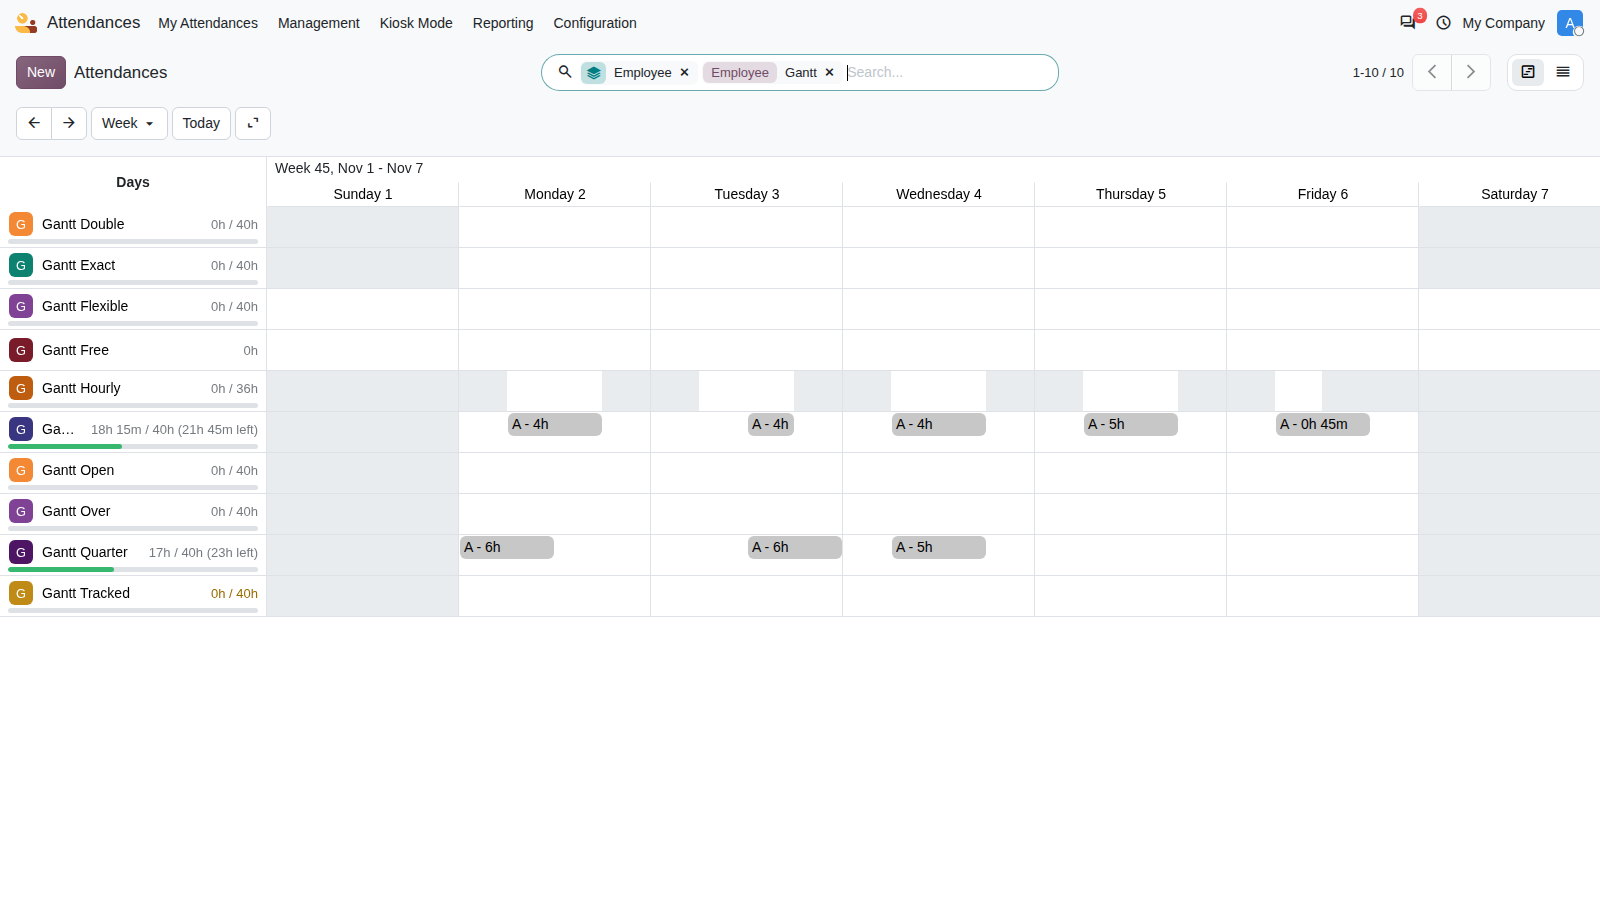 Attendances My Attendances Management Kiosk Mode Reporting Configuration 3 My Company A
New Attendances Employee × Employee Gantt × Search... 1-10 / 10
Week Today
Days Week 45, Nov 1 - Nov 7
Sunday 1 Monday 2 Tuesday 3 Wednesday 4 Thursday 5 Friday 6 Saturday 7
G Gantt Double 0h / 40h
G Gantt Exact 0h / 40h
G Gantt Flexible 0h / 40h
G Gantt Free 0h
G Gantt Hourly 0h / 36h
G Ga... 18h 15m / 40h (21h 45m left) A - 4h A - 4h A - 4h A - 5h A - 0h 45m
G Gantt Open 0h / 40h
G Gantt Over 0h / 40h
G Gantt Quarter 17h / 40h (23h left) A - 6h A - 6h A - 5h
G Gantt Tracked 0h / 40h